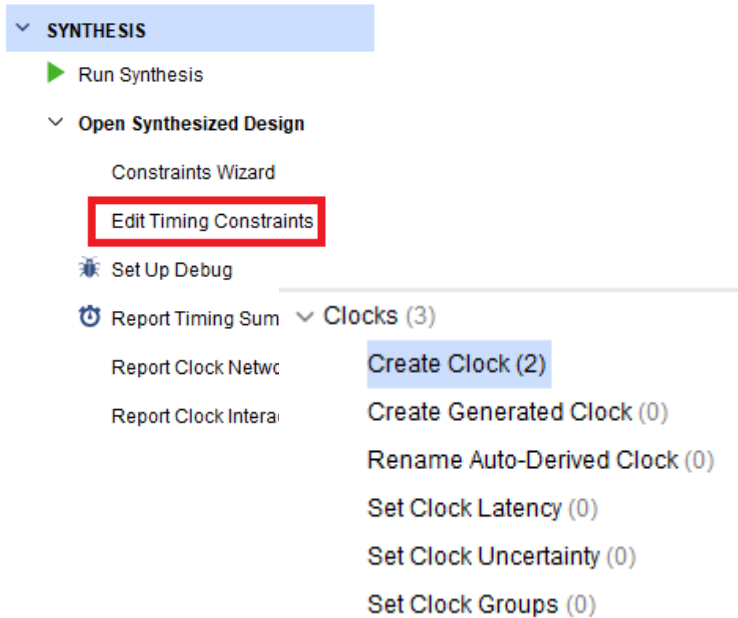 SYNTHESIS
Run Synthesis
Open Synthesized Design
Constraints Wizard
Edit Timing Constraints
Set Up Debug
Report Timing Sum
Report Clock Netwo
Report Clock Intera
Clocks (3)
Create Clock (2)
Create Generated Clock (0)
Rename Auto-Derived Clock (0)
Set Clock Latency (0)
Set Clock Uncertainty (0)
Set Clock Groups (0)